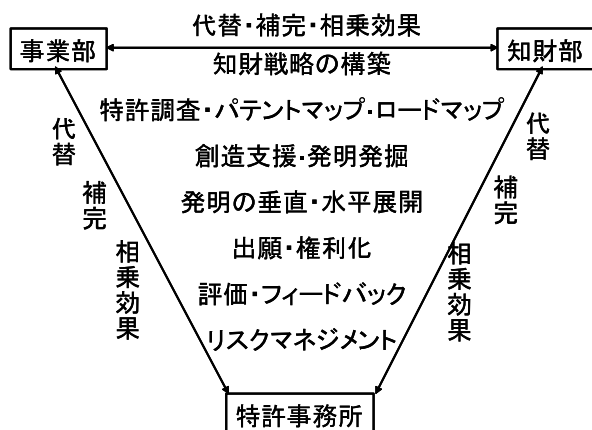 代替・補完・相乗効果
事業部
知財部
知財戦略の構築
特許調査・パテントマップ・ロードマップ
創造支援・発明発掘
発明の垂直・水平展開
出願・権利化
評価・フィードバック
リスクマネジメント
代替
補完
相乗効果
代替
補完
相乗効果
特許事務所